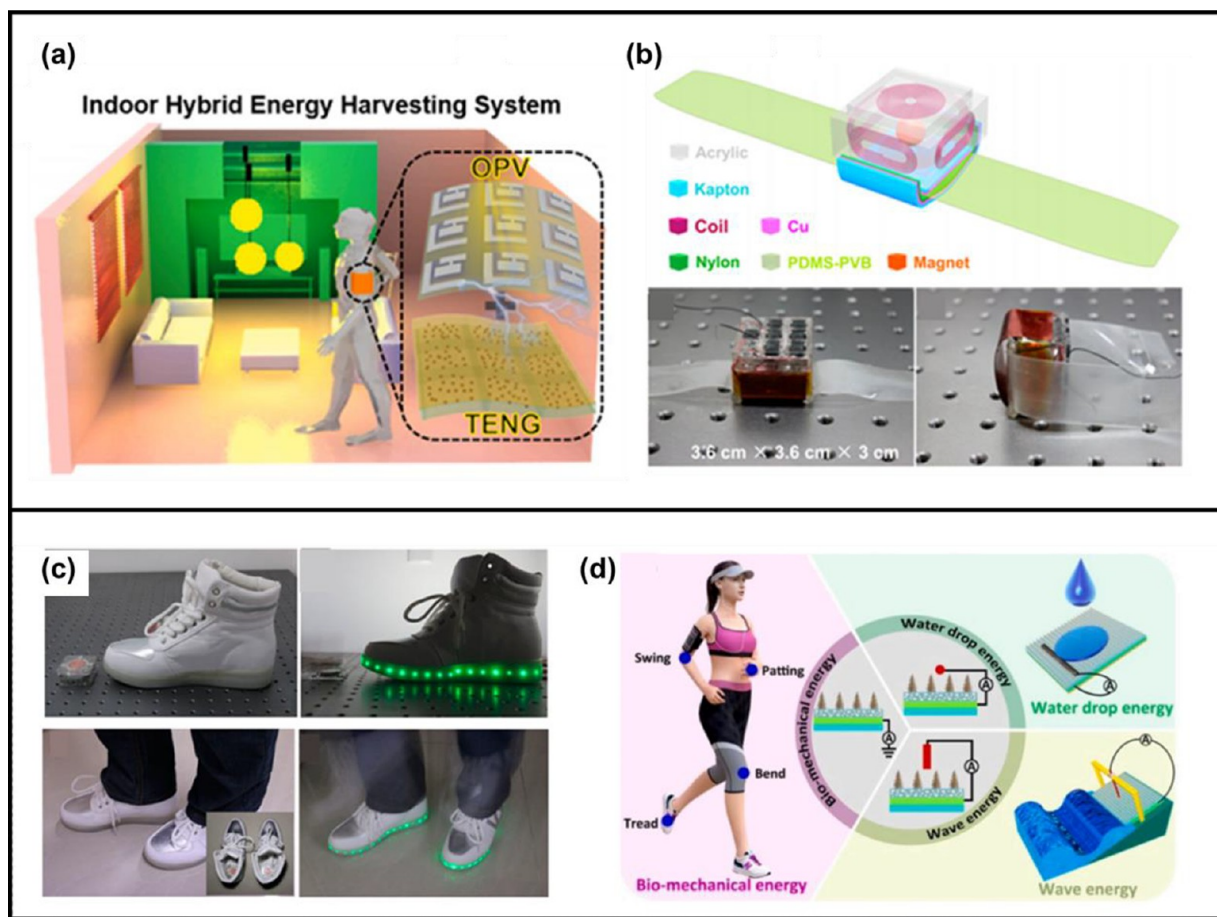 (a)
Indoor Hybrid Energy Harvesting System
OPV
TENG
(b)
Acrylic
Kapton
Coil
Cu
Nylon
PDMS-PVB
Magnet
3.6 cm × 3.6 cm × 3 cm
(c)
(d)
Swing
Patting
Bend
Tread
Bio-mechanical energy
Bio-mechanical energy
Water drop energy
Wave energy
A
A
A
Water drop energy
A
A
Wave energy